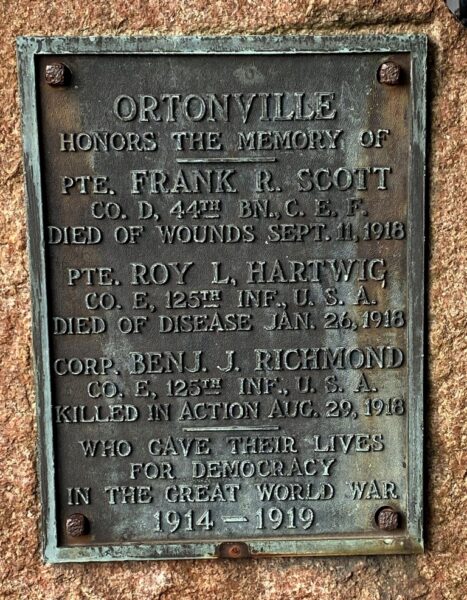 ORTONVILLE
HONORS THE MEMORY OF
PTE. FRANK R. SCOTT
CO. D, 44TH BN., C. E. F.
DIED OF WOUNDS SEPT. 11, 1918
PTE. ROY L. HARTWIG
CO. E, 125TH INF., U. S. A.
DIED OF DISEASE JAN. 26, 1918
CORP. BENJ. J. RICHMOND
CO. E, 125TH INF., U. S. A.
KILLED IN ACTION AUG. 29, 1918
WHO GAVE THEIR LIVES
FOR DEMOCRACY
IN THE GREAT WORLD WAR
1914 — 1919